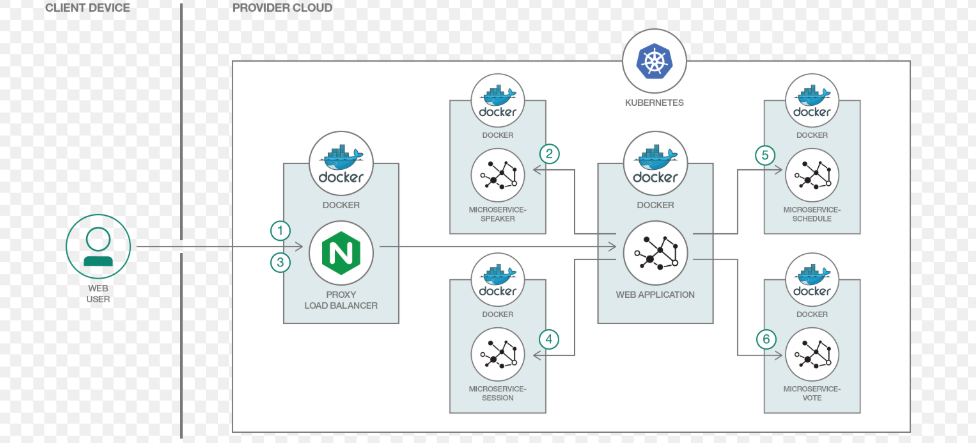 CLIENT DEVICE
PROVIDER CLOUD
KUBERNETES
docker
DOCKER
2
MICROSERVICE-
SPEAKER
docker
DOCKER
5
MICROSERVICE-
SCHEDULE
docker
DOCKER
1
3
N
PROXY
LOAD BALANCER
docker
DOCKER
WEB APPLICATION
WEB
USER
docker
DOCKER
4
MICROSERVICE-
SESSION
docker
DOCKER
6
MICROSERVICE-
VOTE